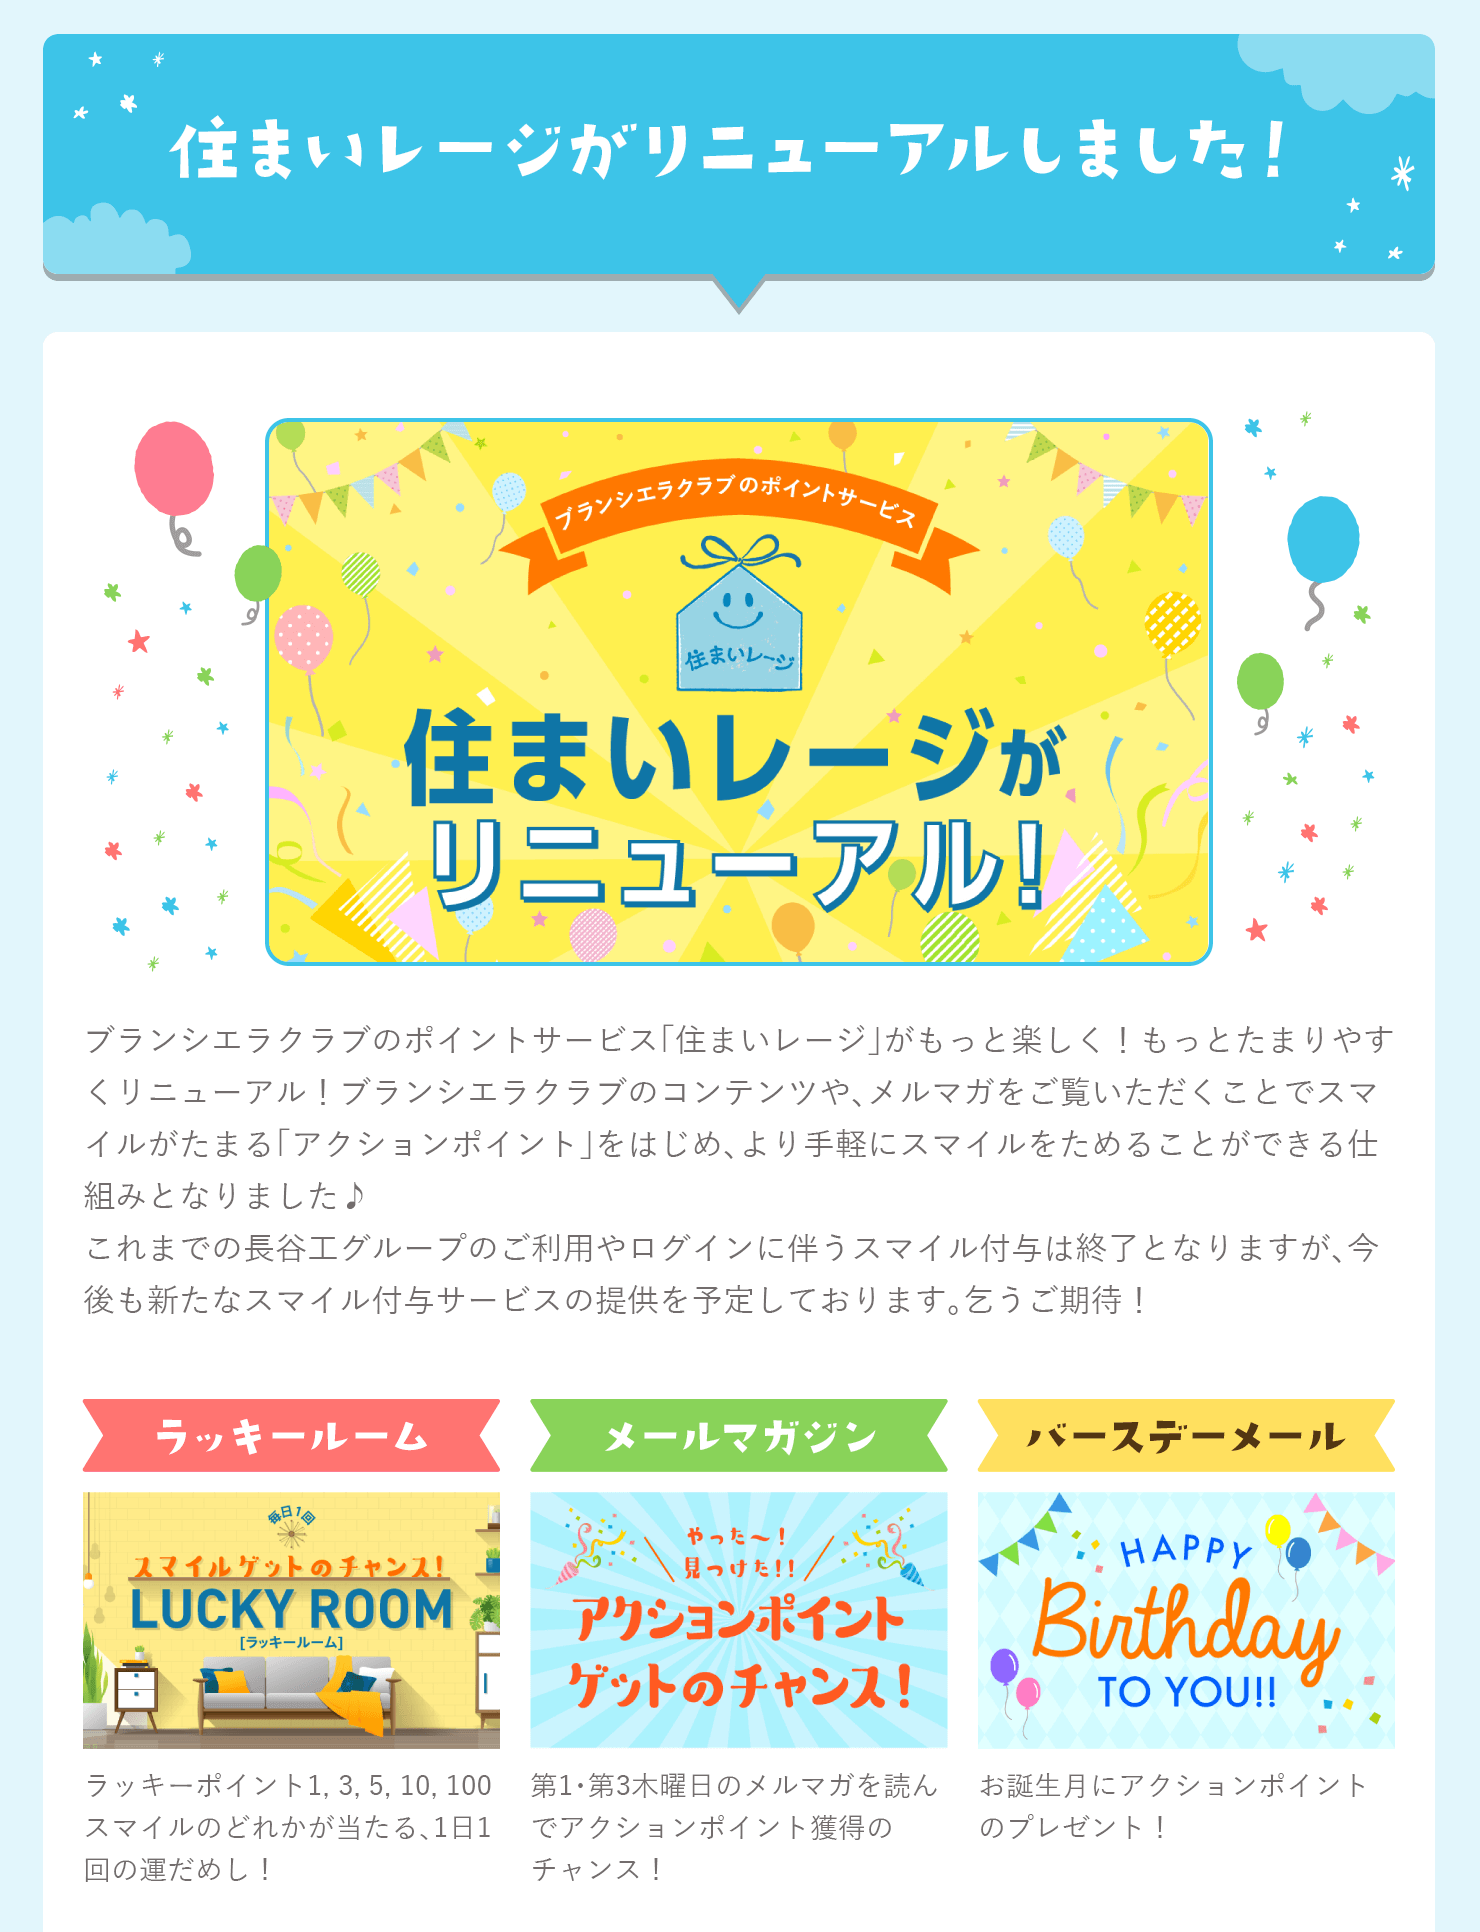 住まいレージがリニューアルしました！
ブランシエラクラブのポイントサービス
住まいレージ
住まいレージが
リニューアル！
ブランシエラクラブのポイントサービス「住まいレージ」がもっと楽しく！もっとたまりやす
くリニューアル！ブランシエラクラブのコンテンツや、メルマガをご覧いただくことでスマ
イルがたまる「アクションポイント」をはじめ、より手軽にスマイルをためることができる仕
組みとなりました♪
これまでの長谷工グループのご利用やログインに伴うスマイル付与は終了となりますが、今
後も新たなスマイル付与サービスの提供を予定しております。乞うご期待！
ラッキールーム
毎日1回
スマイルゲットのチャンス！
LUCKY ROOM
[ラッキールーム]
ラッキーポイント1, 3, 5, 10, 100
スマイルのどれかが当たる、1日1
回の運だめし！
メールマガジン
やった〜！
見つけた！！
アクションポイント
ゲットのチャンス！
第1・第3木曜日のメルマガを読ん
でアクションポイント獲得の
チャンス！
バースデーメール
HAPPY
Birthday
TO YOU!!
お誕生月にアクションポイント
のプレゼント！